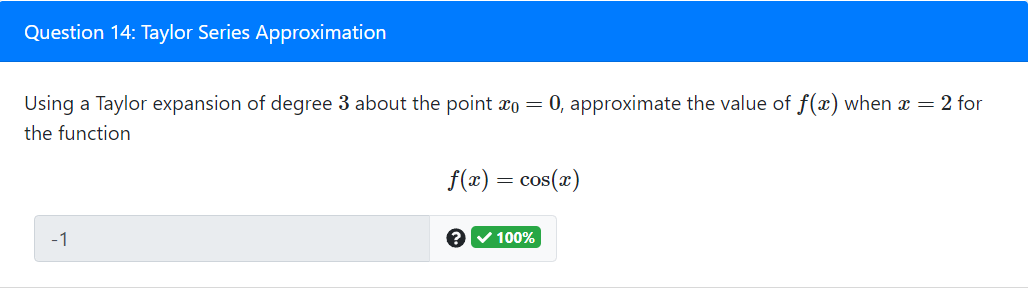 Question 14: Taylor Series Approximation
Using a Taylor expansion of degree 3 about the point x₀ = 0, approximate the value of f(x) when x = 2 for
the function
f(x) = cos(x)
-1 ? ✓ 100%